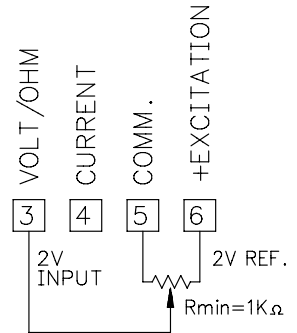 VOLT/OHM
CURRENT
COMM.
+EXCITATION
3
4
5
6
2V
INPUT
2V REF.
Rmin=1KΩ